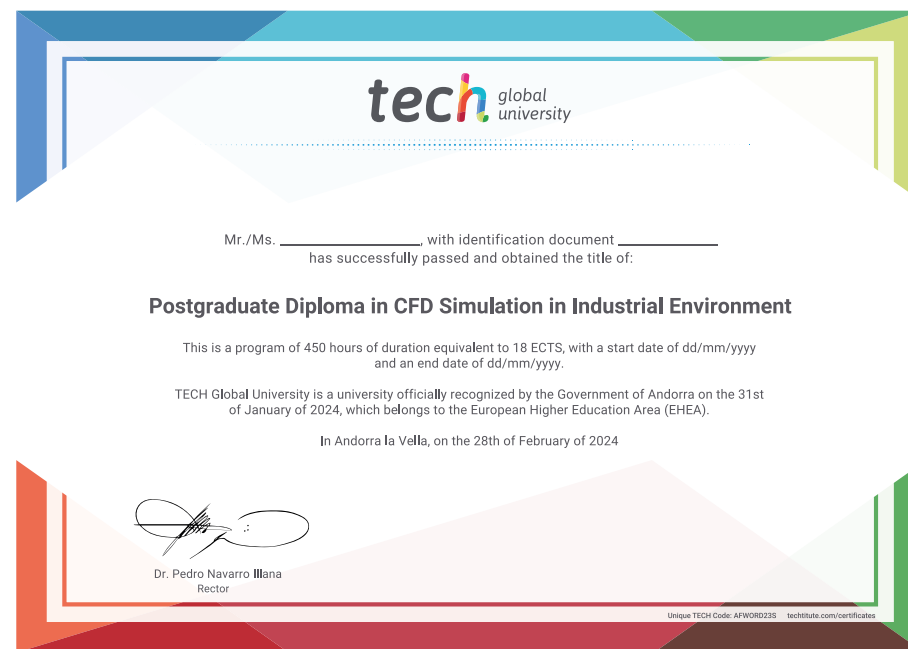 tech global university
Mr./Ms. ____________, with identification document ____________
has successfully passed and obtained the title of:
Postgraduate Diploma in CFD Simulation in Industrial Environment
This is a program of 450 hours of duration equivalent to 18 ECTS, with a start date of dd/mm/yyyy
and an end date of dd/mm/yyyy.
TECH Global University is a university officially recognized by the Government of Andorra on the 31st
of January of 2024, which belongs to the European Higher Education Area (EHEA).
In Andorra la Vella, on the 28th of February of 2024
Dr. Pedro Navarro Illana
Rector
Unique TECH Code: AFWORD23S techtitute.com/certificates